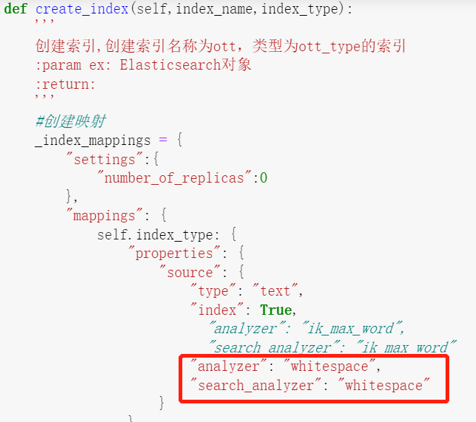 def create_index(self,index_name,index_type):
'''
创建索引,创建索引名称为ott，类型为ott_type的索引
:param ex: Elasticsearch对象
:return:
'''
#创建映射
_index_mappings = {
"settings":{
"number_of_replicas":0
},
"mappings": {
self.index_type: {
"properties": {
"source": {
"type": "text",
"index": True,
"analyzer": "ik_max_word",
"search_analyzer": "ik_max_word"
"analyzer": "whitespace",
"search_analyzer": "whitespace"
}
}